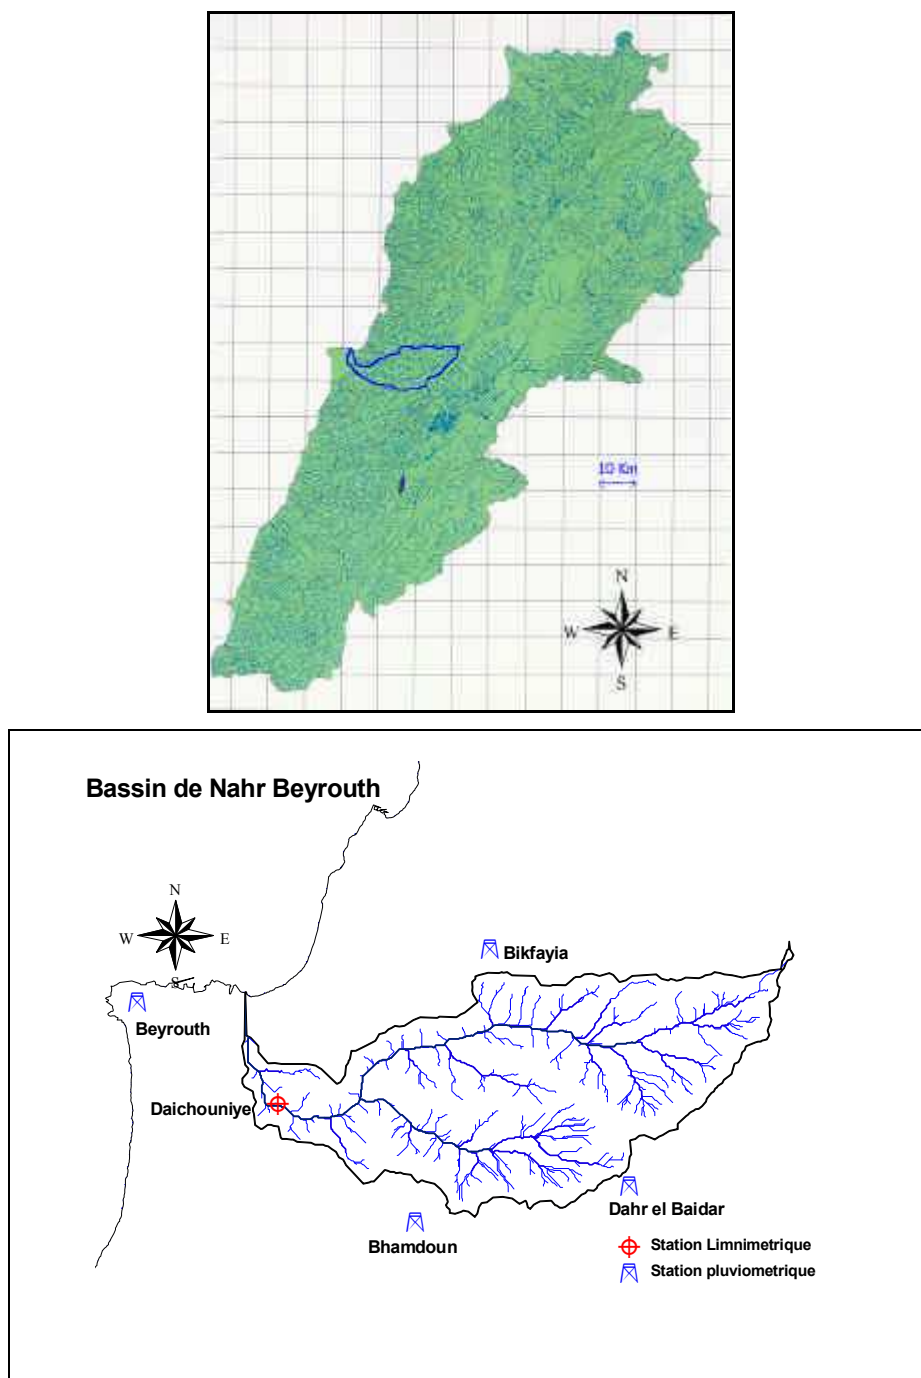 10 Km
N
W E
S
Bassin de Nahr Beyrouth
N
W E
S
Bikfayia
Beyrouth
Daichouniye
Dahr el Baidar
Bhamdoun
Station Limnimetrique
Station pluviometrique